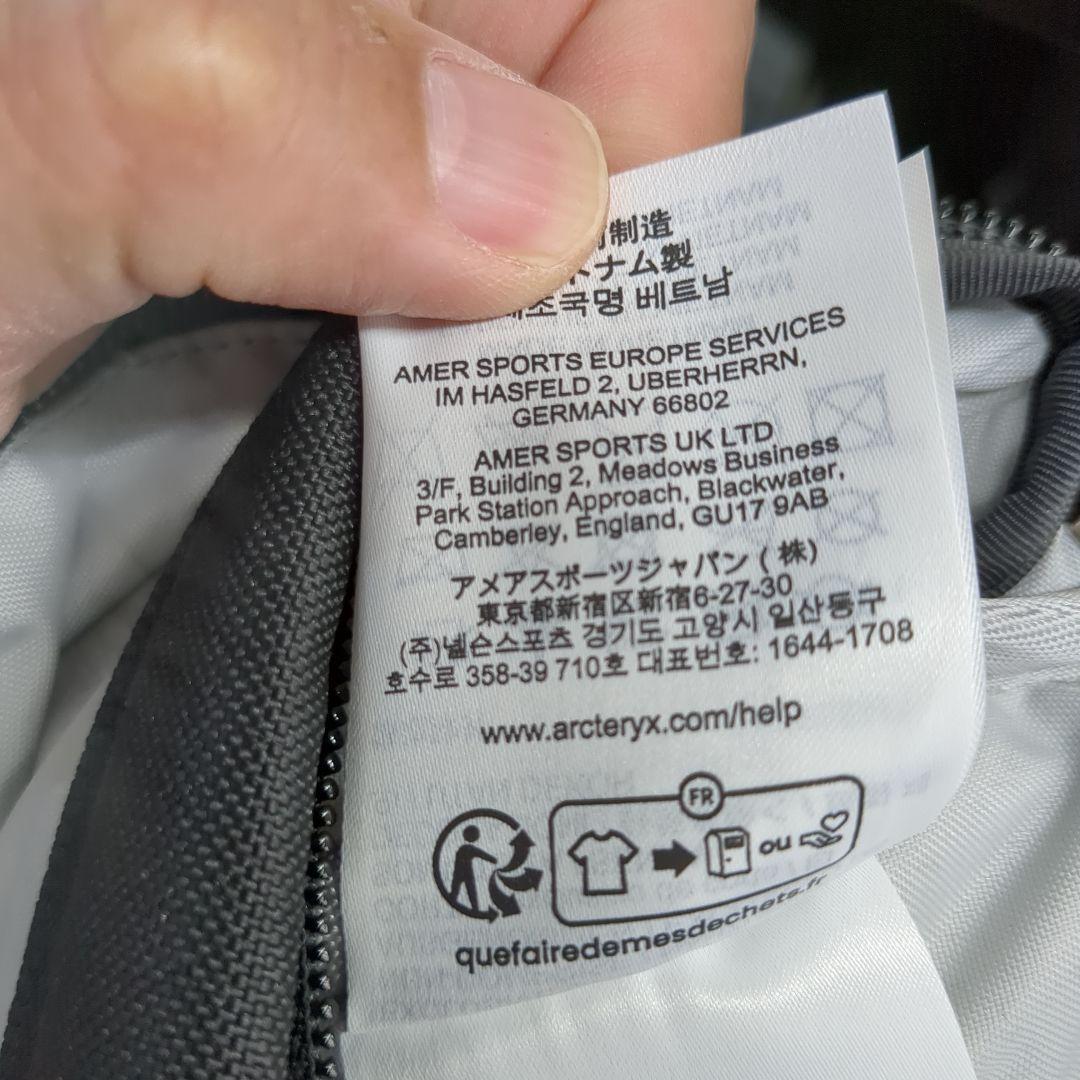 制造
トナム製
조국명 베트남
AMER SPORTS EUROPE SERVICES
IM HASFELD 2, UBERHERRN,
GERMANY 66802
AMER SPORTS UK LTD
3/F, Building 2, Meadows Business
Park Station Approach, Blackwater,
Camberley, England, GU17 9AB
アメアスポーツジャパン (株)
東京都新宿区新宿6-27-30
(주)넬슨스포츠 경기도 고양시 일산동구
호수로 358-39 710호 대표번호: 1644-1708
www.arcteryx.com/help
FR
ou
quefairedemesdechets.fr